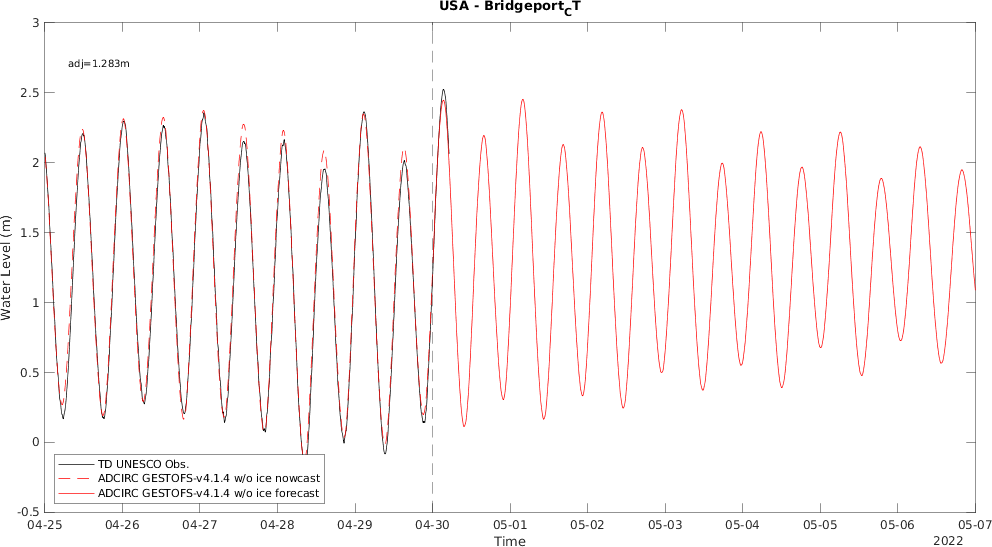 USA - Bridgeport_CT
adj=1.283m
3
2.5
2
1.5
1
0.5
0
-0.5
Water Level (m)
TD UNESCO Obs.
ADCIRC GESTOFS-v4.1.4 w/o ice nowcast
ADCIRC GESTOFS-v4.1.4 w/o ice forecast
04-25 04-26 04-27 04-28 04-29 04-30 05-01 05-02 05-03 05-04 05-05 05-06 05-07
Time
2022